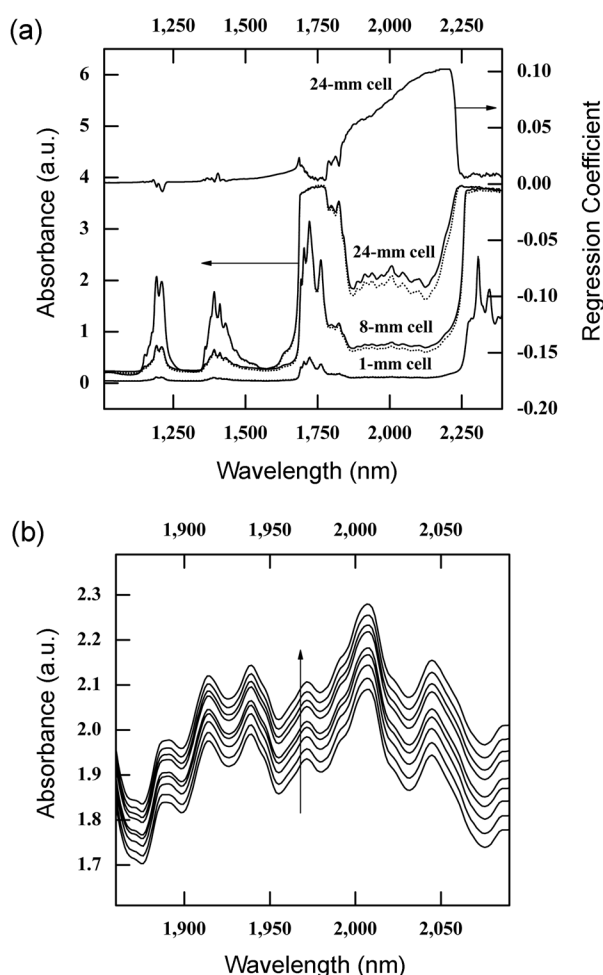 (a)
1,250 1,500 1,750 2,000 2,250
6 0.10
24-mm cell
5 0.05
4 0.00
3 -0.05
24-mm cell
2 -0.10
8-mm cell
1 -0.15
1-mm cell
0
-0.20
1,250 1,500 1,750 2,000 2,250
Absorbance (a.u.)
Regression Coefficient
Wavelength (nm)
(b)
1,900 1,950 2,000 2,050
2.3
2.2
2.1
2.0
1.9
1.8
1.7
1,900 1,950 2,000 2,050
Absorbance (a.u.)
Wavelength (nm)